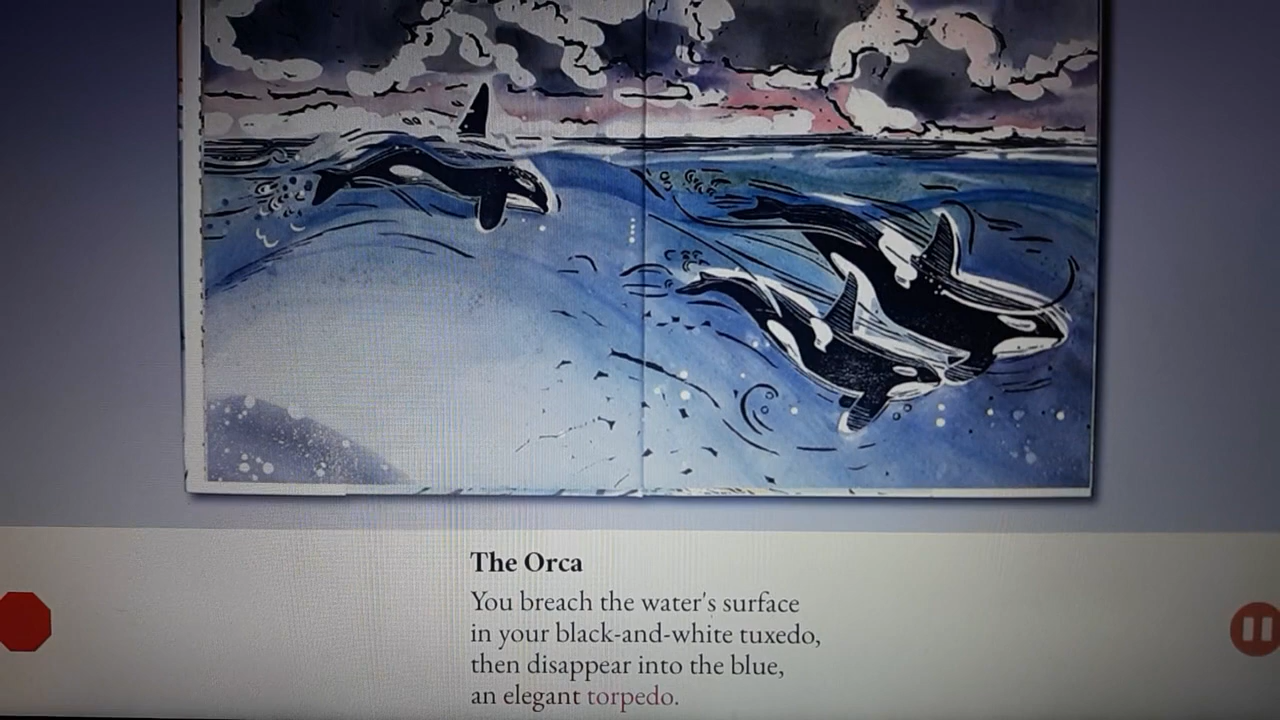 The Orca
You breach the water's surface
in your black-and-white tuxedo,
then disappear into the blue,
an elegant torpedo.